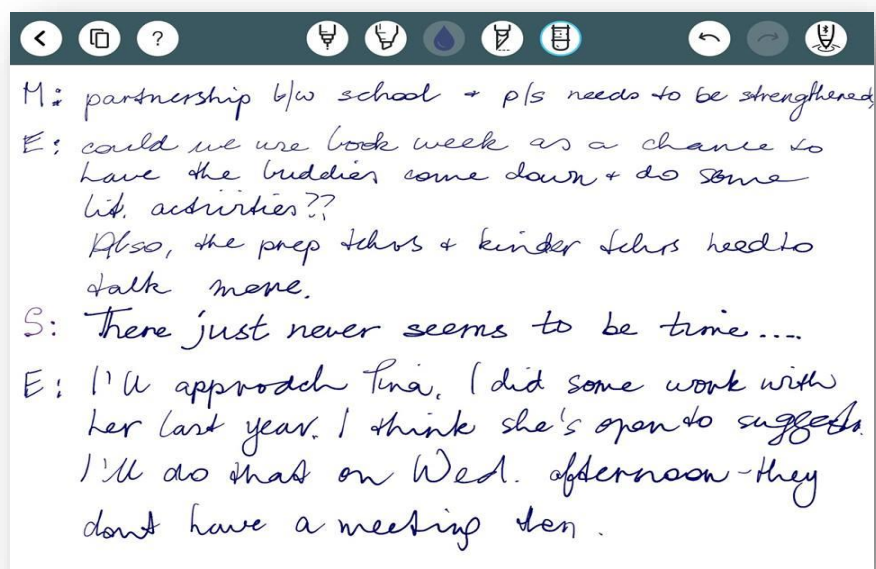 ?
M: partnership b/w school + p/s needs to be strengthened,
E: could we use book week as a chance to
have the buddies come down + do some
lit. activities??
Also, the prep tchrs + kinder tchrs need to
talk more.
S: There just never seems to be time....
E: I'll approach Tina. I did some work with
her last year. I think she's open to suggests.
I'll do that on Wed. afternoon - they
dont have a meeting ten.